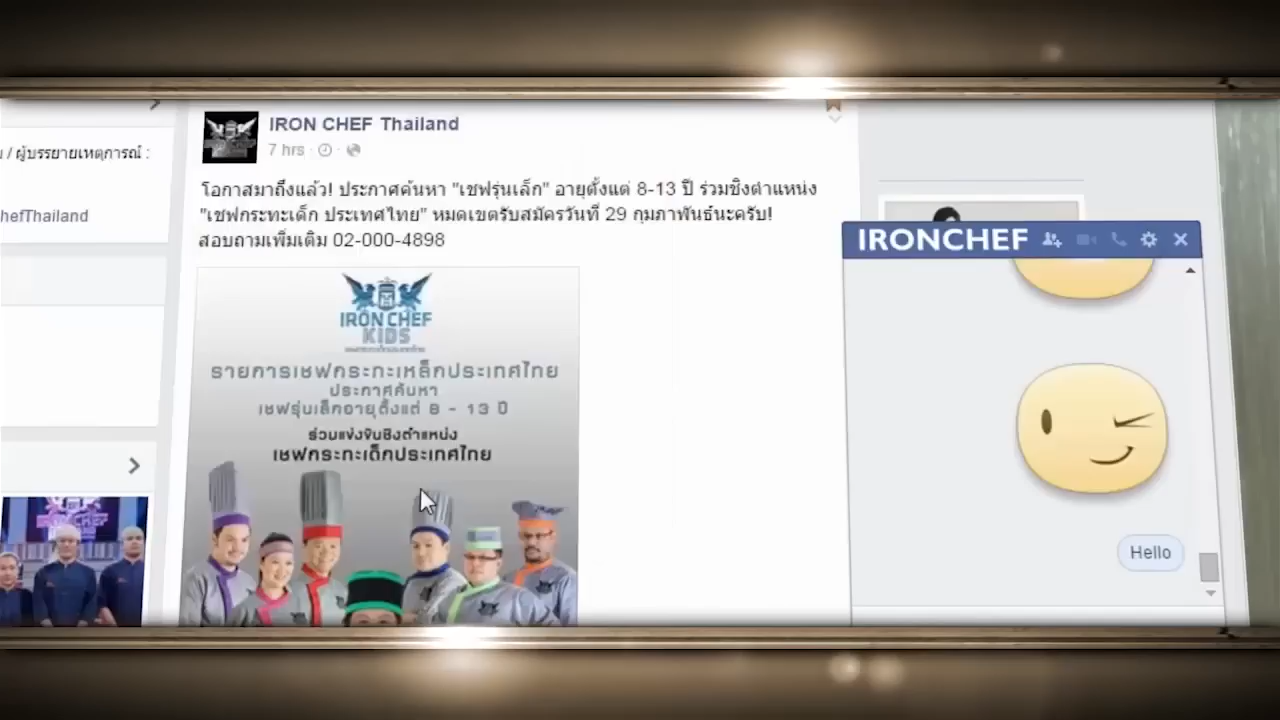 IRON CHEF Thailand
7 hrs
/ ผู้บรรยายเหตุการณ์ :
hefThailand
โอกาสมาถึงแล้ว! ประกาศค้นหา "เชฟรุ่นเล็ก" อายุตั้งแต่ 8-13 ปี ร่วมชิงตำแหน่ง
"เชฟกระทะเด็ก ประเทศไทย" หมดเขตรับสมัครวันที่ 29 กุมภาพันธ์นะครับ!
สอบถามเพิ่มเติม 02-000-4898
IRON CHEF
KIDS
รายการเชฟกระทะเหล็กประเทศไทย
ประกาศค้นหา
เชฟรุ่นเล็กอายุตั้งแต่ 8 - 13 ปี
ร่วมแข่งขันชิงตำแหน่ง
เชฟกระทะเด็กประเทศไทย
IRON CHEF
IRONCHEF
Hello